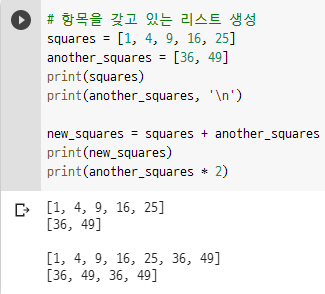 # 항목을 갖고 있는 리스트 생성
squares = [1, 4, 9, 16, 25]
another_squares = [36, 49]
print(squares)
print(another_squares, '\n')
new_squares = squares + another_squares
print(new_squares)
print(another_squares * 2)
[1, 4, 9, 16, 25]
[36, 49]
[1, 4, 9, 16, 25, 36, 49]
[36, 49, 36, 49]